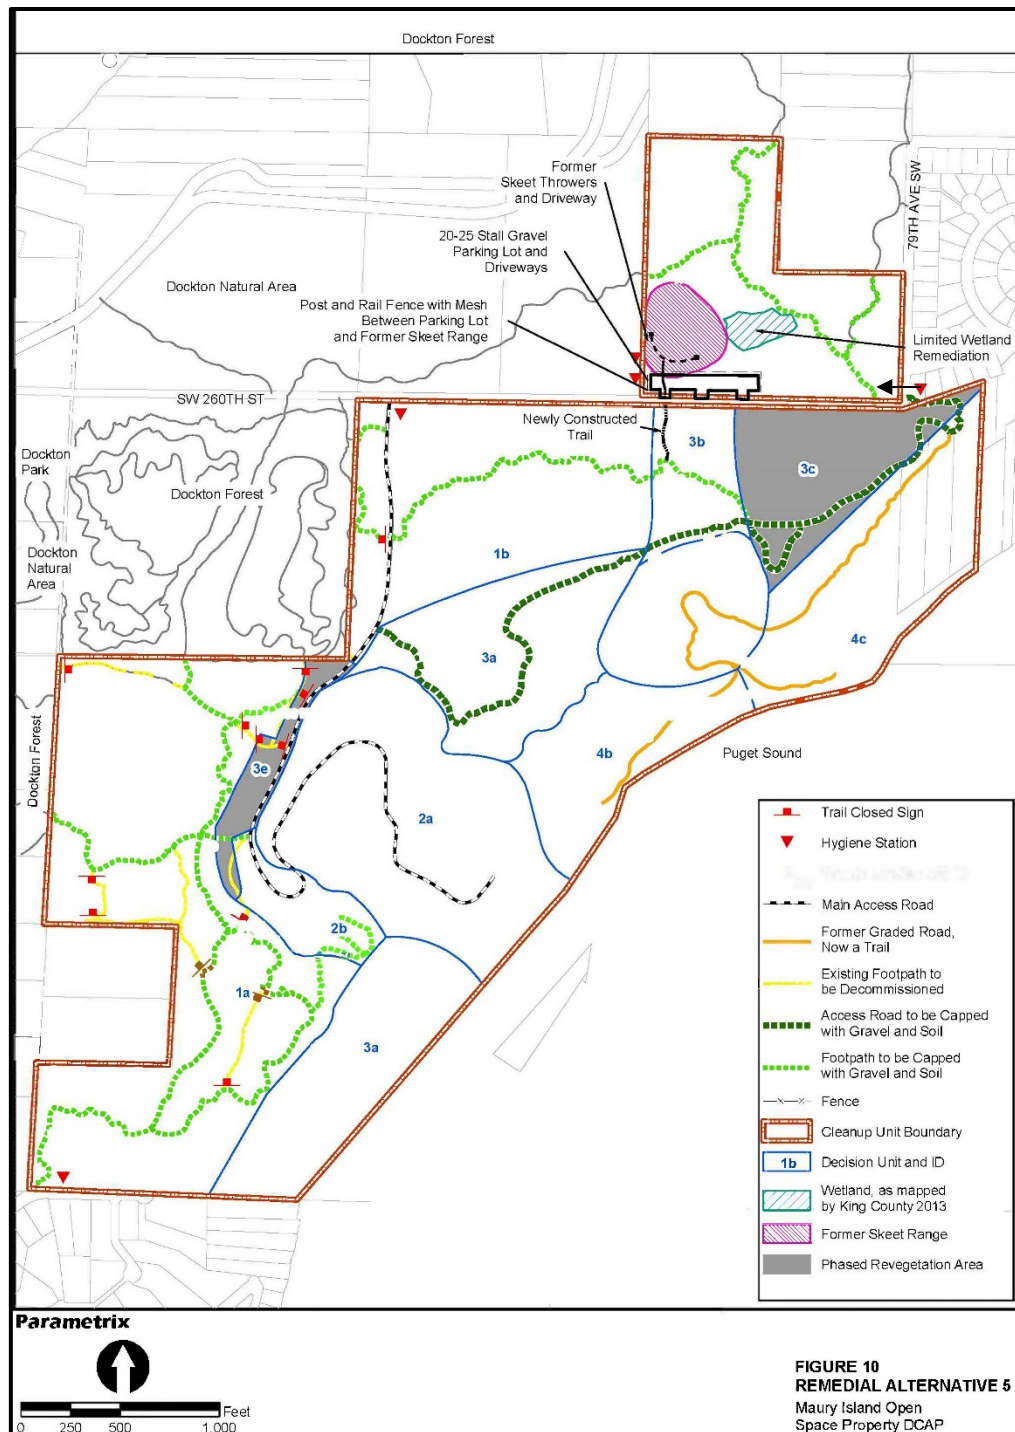 Dockton Forest
Former
Skeet Throwers
and Driveway
79TH AVE SW
20-25 Stall Gravel
Parking Lot and
Driveways
Dockton Natural Area
Post and Rail Fence with Mesh
Between Parking Lot
and Former Skeet Range
Limited Wetland
Remediation
SW 260TH ST
Newly Constructed
Trail
3b
3c
Dockton
Park
Dockton Forest
Dockton
Natural
Area
1b
4c
3a
Dockton Forest
3e
4b
Puget Sound
2a
2b
1a
3a
Trail Closed Sign
Hygiene Station
Main Access Road
Former Graded Road,
Now a Trail
Existing Footpath to
be Decommissioned
Access Road to be Capped
with Gravel and Soil
Footpath to be Capped
with Gravel and Soil
Fence
Cleanup Unit Boundary
1b Decision Unit and ID
Wetland, as mapped
by King County 2013
Former Skeet Range
Phased Revegetation Area
Parametrix
Feet
0 250 500 1,000
FIGURE 10
REMEDIAL ALTERNATIVE 5
Maury Island Open
Space Property DCAP